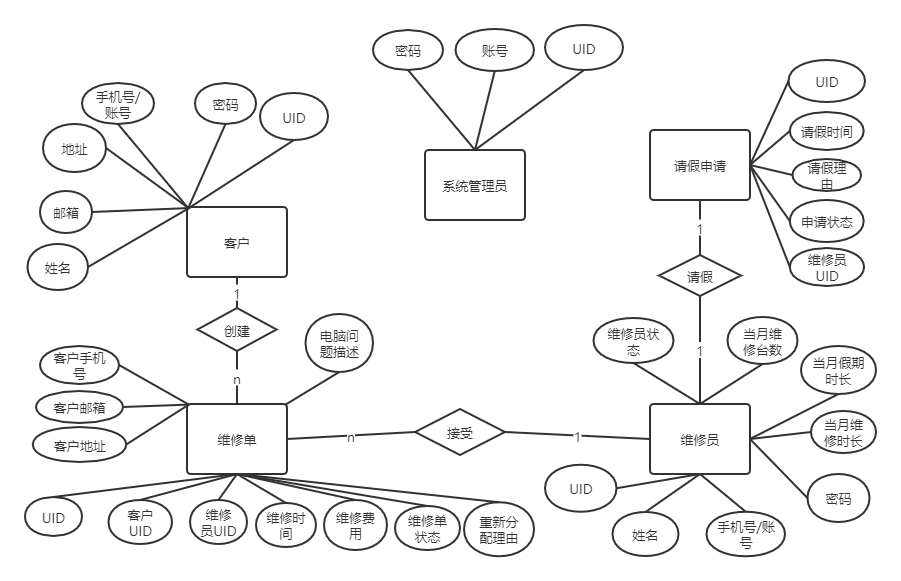 密码
账号
UID
手机号/
账号
密码
UID
地址
邮箱
姓名
客户
系统管理员
请假申请
UID
请假时间
请假理
由
申请状态
维修员
UID
1
创建
n
1
请假
1
电脑问
题描述
客户手机
号
客户邮箱
客户地址
维修单
n
接受
1
维修员状
态
当月维
修台数
当月假期
时长
当月维
修时长
密码
维修员
UID
姓名
手机号/账
号
UID
客户
UID
维修
员UID
维修时
间
维修费
用
维修单
状态
重新分
配理由